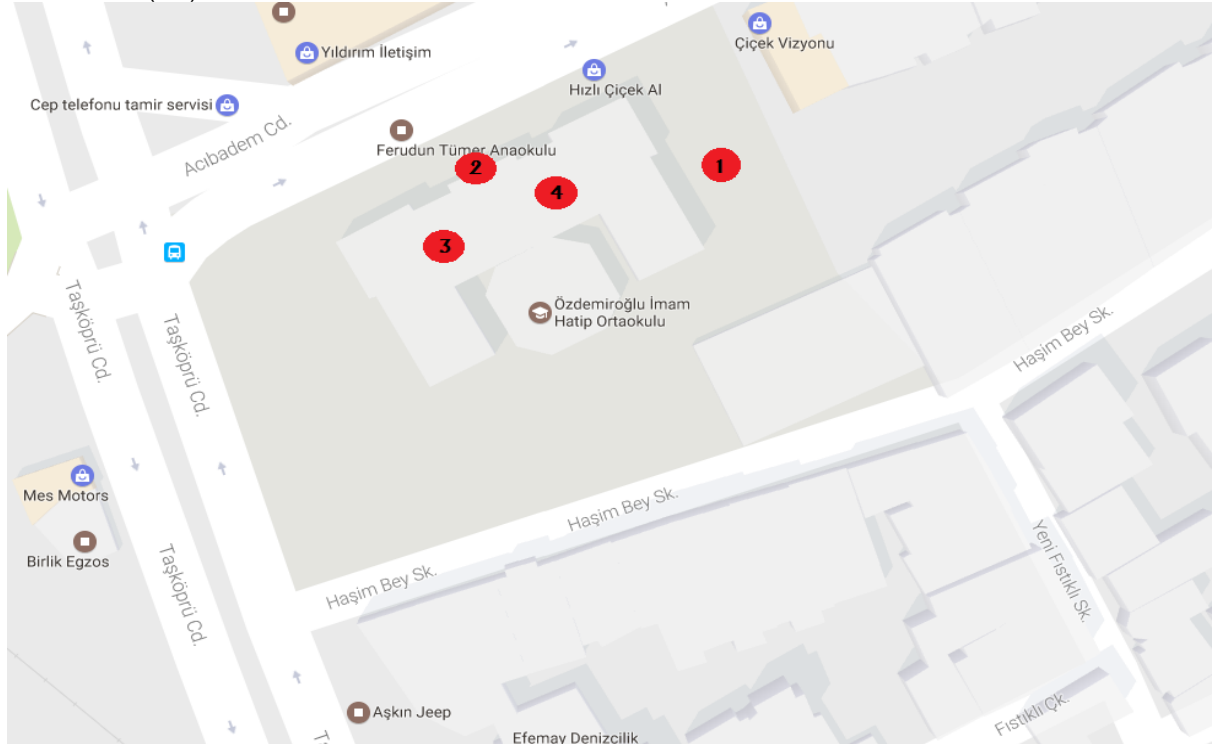 Yıldırım İletişim
Çiçek Vizyonu
Hızlı Çiçek Al
Cep telefonu tamir servisi
Acıbadem Cd.
Ferudun Tümer Anaokulu
1
2
4
3
Özdemiroğlu İmam
Hatip Ortaokulu
Taşköprü Cd.
Taşköprü Cd.
Haşim Bey Sk.
Mes Motors
Haşim Bey Sk.
Birlik Egzos
Yeni Fıstıklı Sk.
Taşköprü Cd.
Haşim Bey Sk.
Aşkın Jeep
Fıstıklı Çk.
Efemay Denizcilik